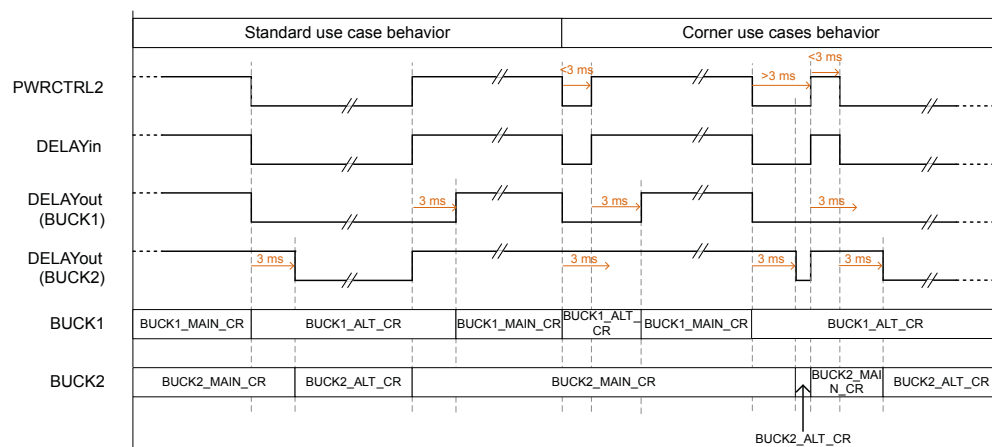 Standard use case behavior
Corner use cases behavior
PWRCTRL2
<3 ms
>3 ms
<3 ms
DELAYin
DELAYout
(BUCK1)
3 ms
3 ms
3 ms
DELAYout
(BUCK2)
3 ms
3 ms
3 ms
3 ms
BUCK1
BUCK1_MAIN_CR
BUCK1_ALT_CR
BUCK1_MAIN_CR
BUCK1_ALT_
CR
BUCK1_MAIN_CR
BUCK1_ALT_CR
BUCK2
BUCK2_MAIN_CR
BUCK2_ALT_CR
BUCK2_MAIN_CR
BUCK2_MAI
N_CR
BUCK2_ALT_CR
BUCK2_ALT_CR